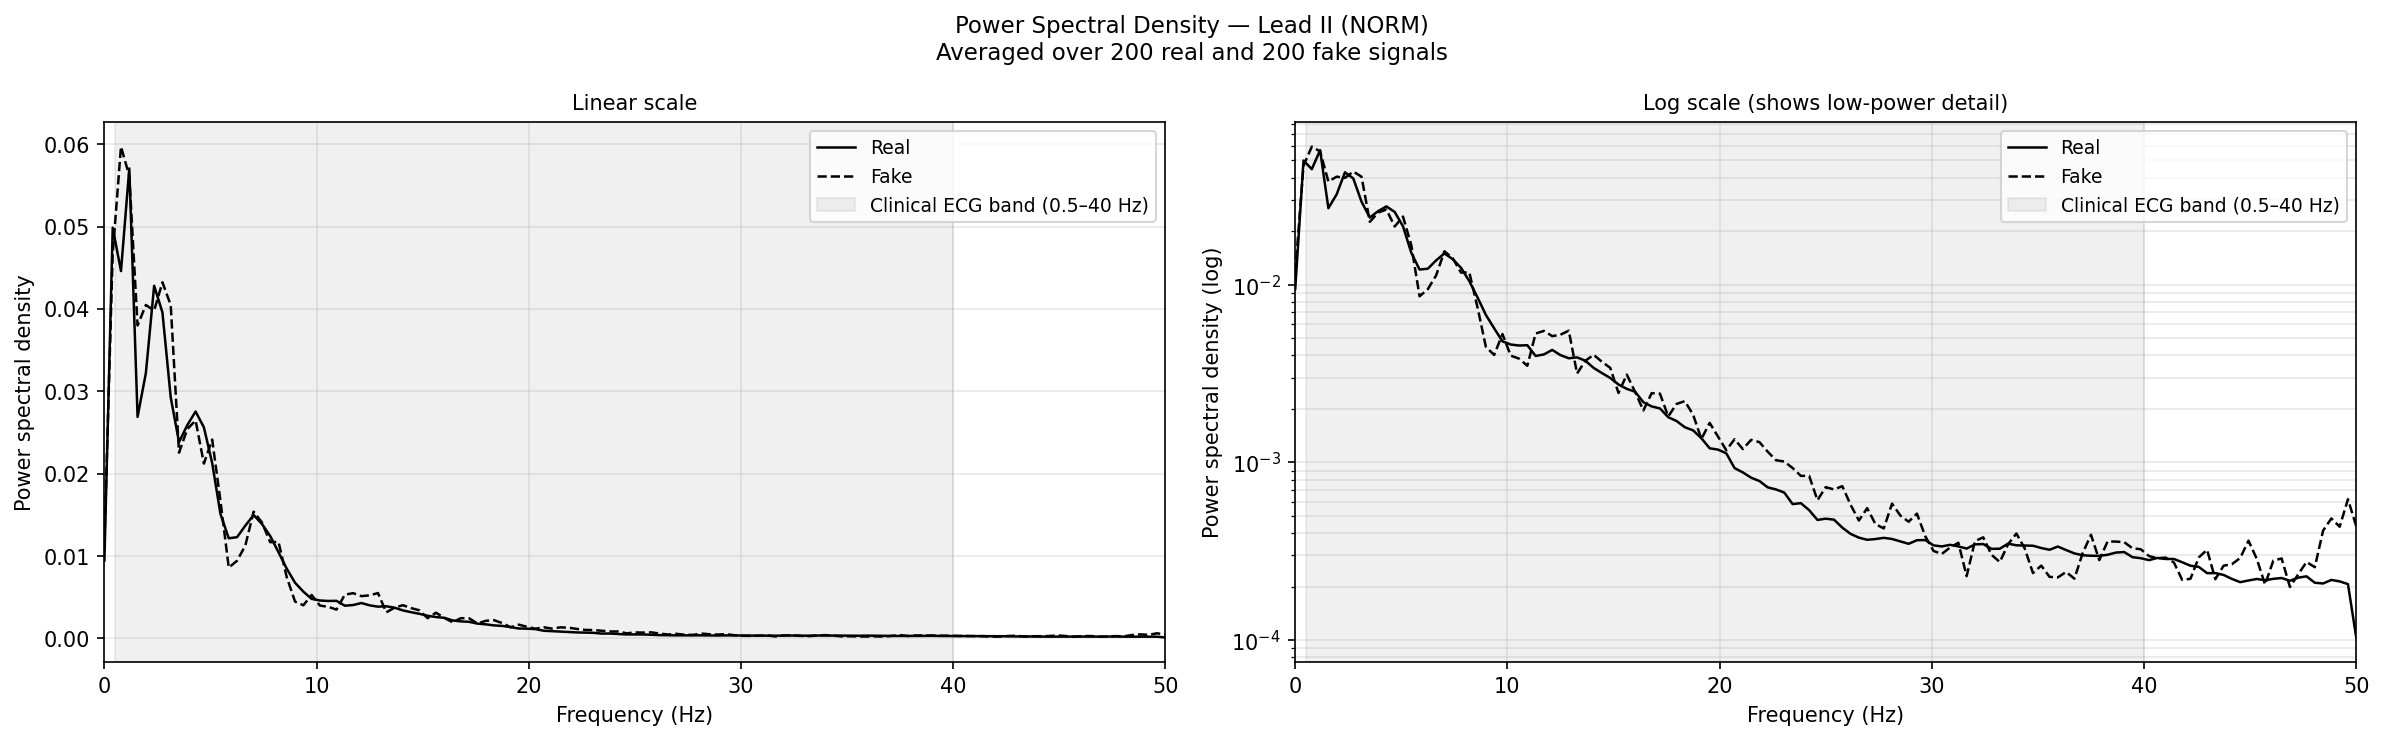 Power Spectral Density — Lead II (NORM)
Averaged over 200 real and 200 fake signals
Linear scale
Power spectral density
0.06
0.05
0.04
0.03
0.02
0.01
0.00
Real
Fake
Clinical ECG band (0.5–40 Hz)
0 10 20 30 40 50
Frequency (Hz)
Log scale (shows low-power detail)
Power spectral density (log)
10⁻²
10⁻³
10⁻⁴
Real
Fake
Clinical ECG band (0.5–40 Hz)
0 10 20 30 40 50
Frequency (Hz)